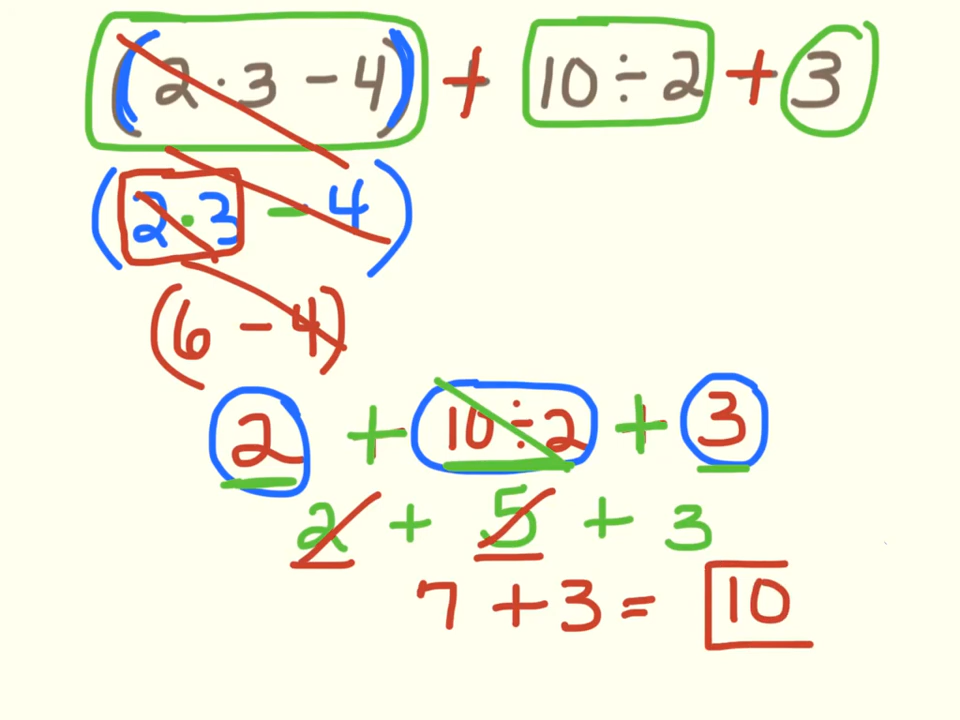 (2 · 3 − 4) + 10 ÷ 2 + 3
(2 · 3 − 4)
(6 − 4)
2 + 10 ÷ 2 + 3
2 + 5 + 3
7 + 3 = 10